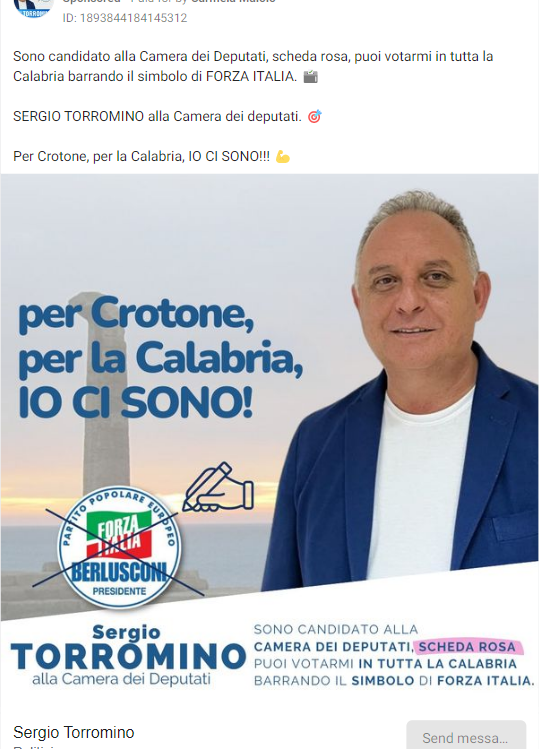 ID: 1893844184145312
Sono candidato alla Camera dei Deputati, scheda rosa, puoi votarmi in tutta la
Calabria barrando il simbolo di FORZA ITALIA. 🗳
SERGIO TORROMINO alla Camera dei deputati. 🎯
Per Crotone, per la Calabria, IO CI SONO!!! 💪
per Crotone,
per la Calabria,
IO CI SONO!
PARTITO POPOLARE EUROPEO
FORZA
ITALIA
BERLUSCONI
PRESIDENTE
Sergio
TORROMINO
alla Camera dei Deputati
SONO CANDIDATO ALLA
CAMERA DEI DEPUTATI, SCHEDA ROSA
PUOI VOTARMI IN TUTTA LA CALABRIA
BARRANDO IL SIMBOLO DI FORZA ITALIA.
Sergio Torromino
Send messa...